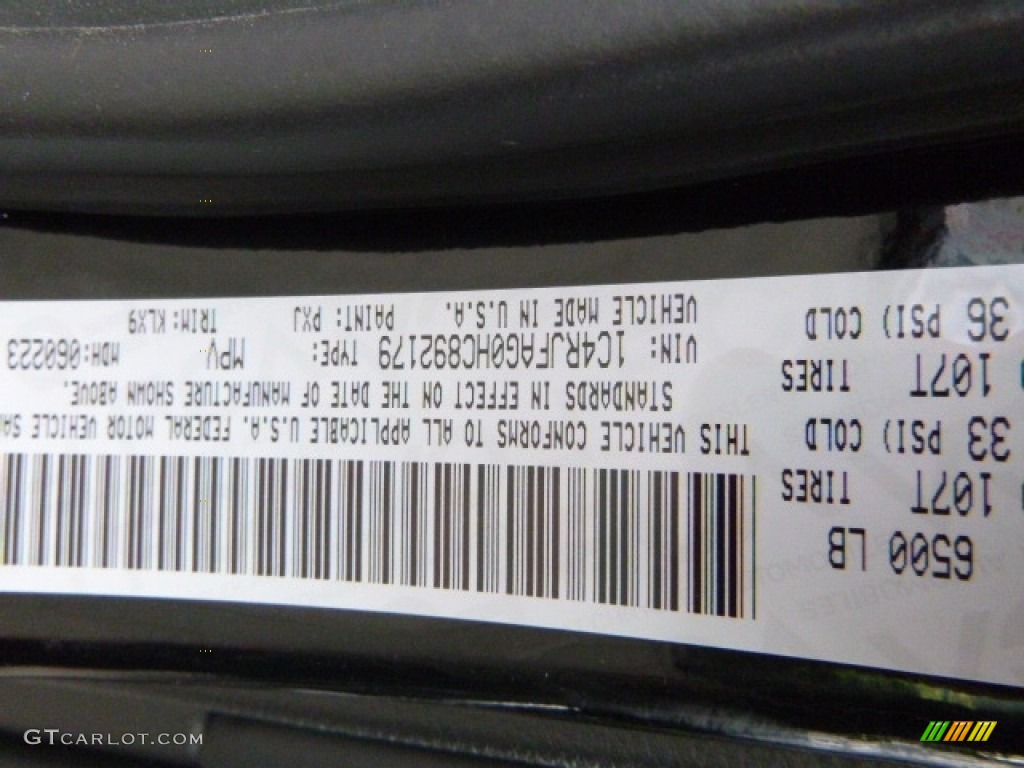 6500 LB
TIRES 107T
33 PSI) COLD
TIRES 107T
36 PSI) COLD
THIS VEHICLE CONFORMS TO ALL APPLICABLE U.S.A. FEDERAL MOTOR VEHICLE SA
STANDARDS IN EFFECT ON THE DATE OF MANUFACTURE SHOWN ABOVE.
VIN: 1C4RJFAG0HC892179 TYPE: MPV MDH: 060223
VEHICLE MADE IN U.S.A. PAINT: PXJ TRIM: KLX9
GTCARLOT.COM